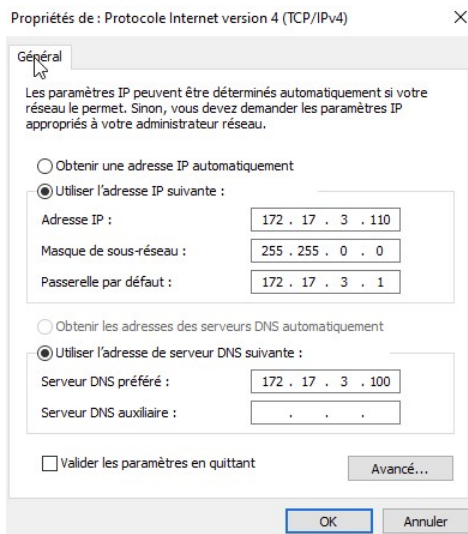 Propriétés de : Protocole Internet version 4 (TCP/IPv4)
Général
Les paramètres IP peuvent être déterminés automatiquement si votre
réseau le permet. Sinon, vous devez demander les paramètres IP
appropriés à votre administrateur réseau.
Obtenir une adresse IP automatiquement
Utiliser l'adresse IP suivante :
Adresse IP : 172 . 17 . 3 . 110
Masque de sous-réseau : 255 . 255 . 0 . 0
Passerelle par défaut : 172 . 17 . 3 . 1
Obtenir les adresses des serveurs DNS automatiquement
Utiliser l'adresse de serveur DNS suivante :
Serveur DNS préféré : 172 . 17 . 3 . 100
Serveur DNS auxiliaire : . . .
Valider les paramètres en quittant
Avancé...
OK Annuler